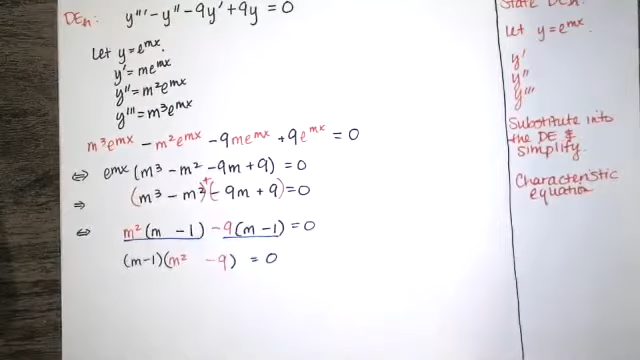 DEₙ: y''' - y'' - 9y' + 9y = 0
Let y = e^{mx}
y' = me^{mx}
y'' = m²e^{mx}
y''' = m³e^{mx}
m³e^{mx} - m²e^{mx} - 9me^{mx} + 9e^{mx} = 0
⇔ e^{mx}(m³ - m² - 9m + 9) = 0
⇒ (m³ - m²) + (-9m + 9) = 0
⇔ m²(m - 1) - 9(m - 1) = 0
(m-1)(m² - 9) = 0
State DEₙ.
Let y = e^{mx}
y'
y''
y'''
Substitute into
the DE &
simplify.
Characteristic
equation